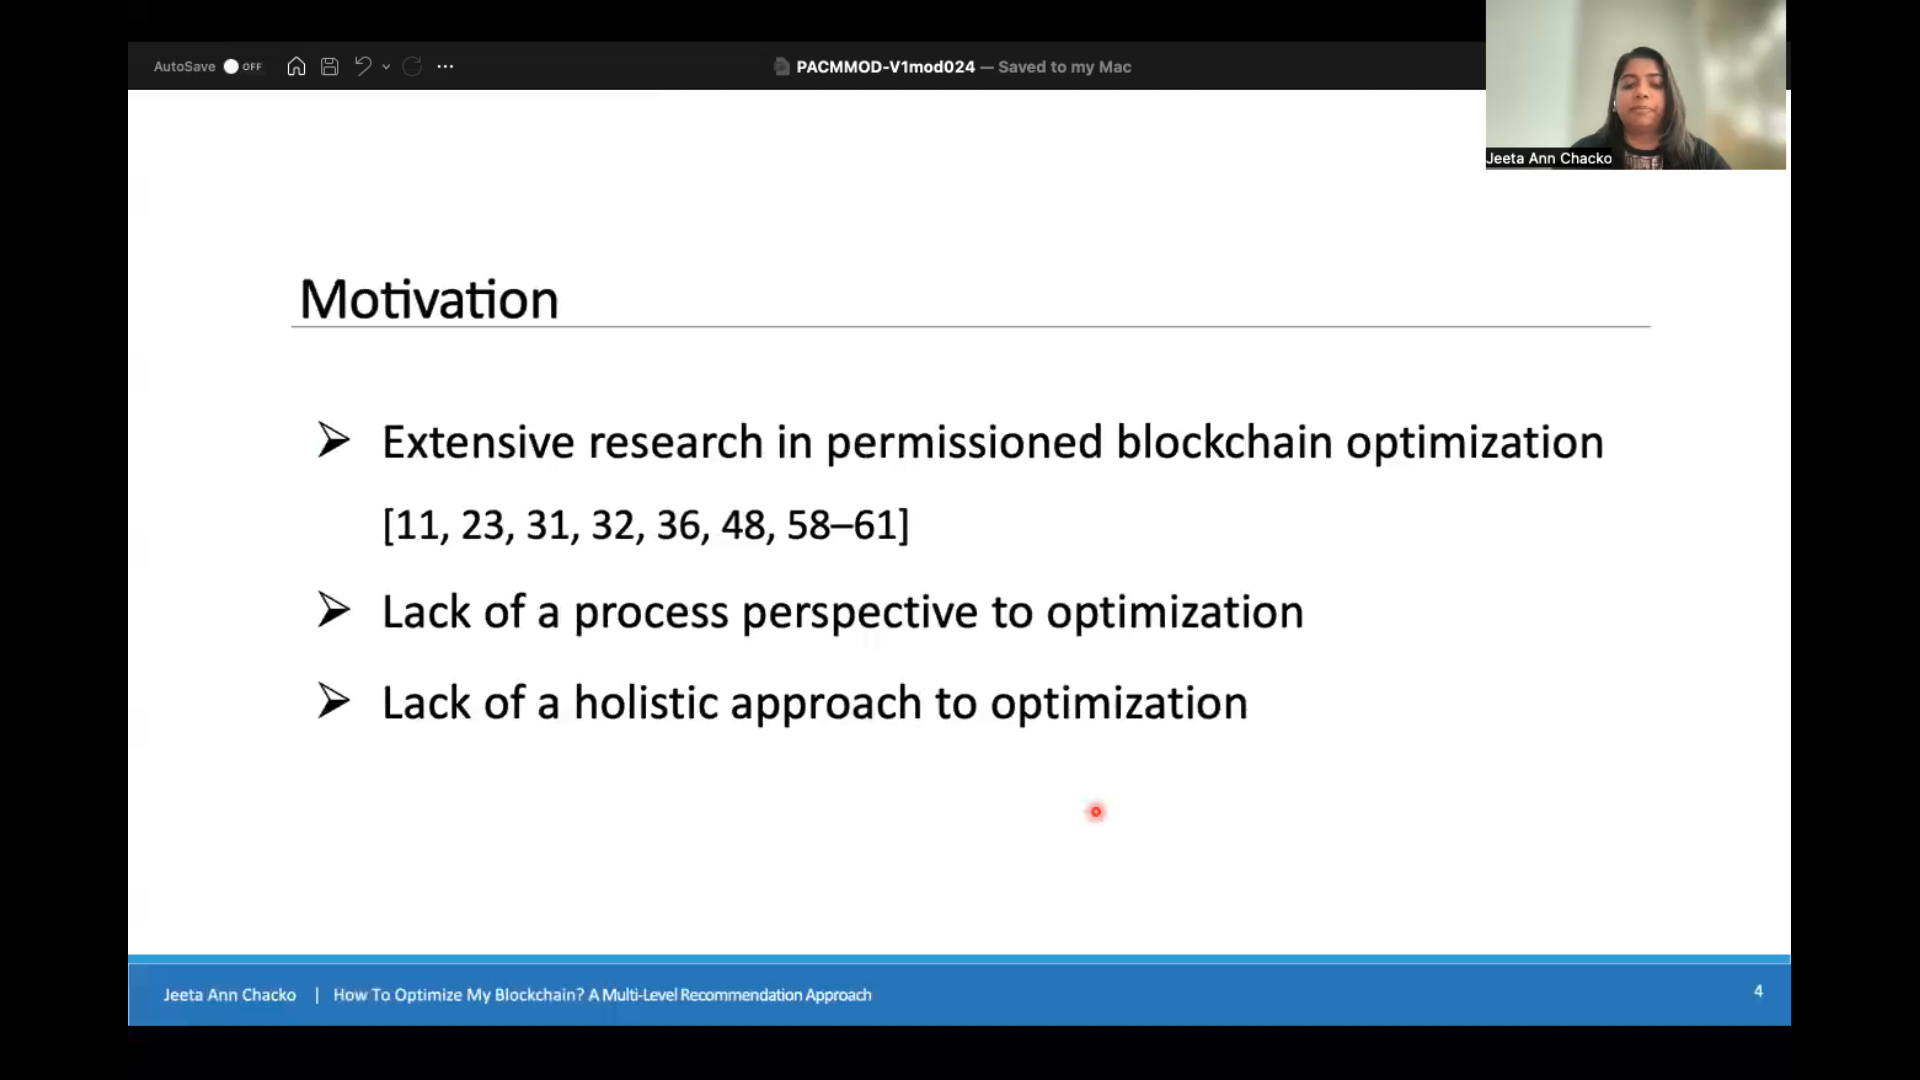 AutoSave OFF
PACMMOD-V1mod024 — Saved to my Mac
Jeeta Ann Chacko
Motivation
Extensive research in permissioned blockchain optimization
[11, 23, 31, 32, 36, 48, 58–61]
Lack of a process perspective to optimization
Lack of a holistic approach to optimization
Jeeta Ann Chacko | How To Optimize My Blockchain? A Multi-Level Recommendation Approach
4